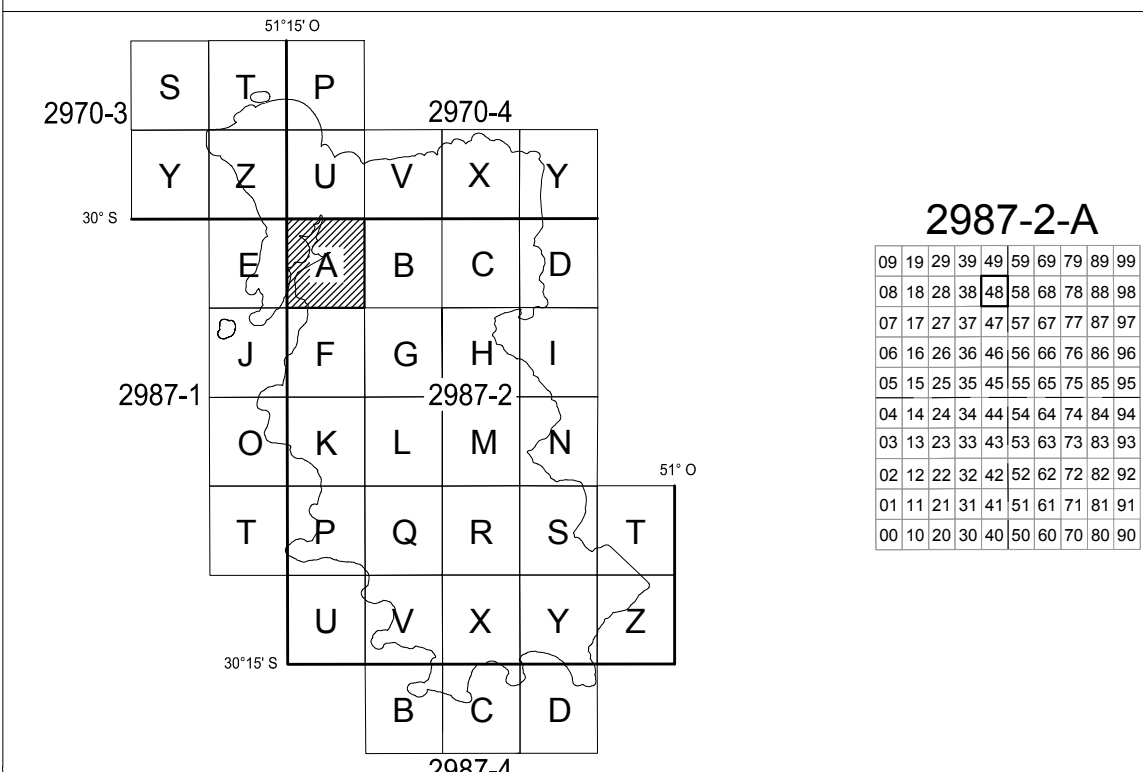 51°15' O
S T P
2970-3 2970-4
Y Z U V X Y
30° S
E A B C D
J F G H I
2987-1 2987-2
O K L M N
51° O
T P Q R S T
U V X Y Z
30°15' S
B C D
2987-4
2987-2-A
09 19 29 39 49 59 69 79 89 99
08 18 28 38 48 58 68 78 88 98
07 17 27 37 47 57 67 77 87 97
06 16 26 36 46 56 66 76 86 96
05 15 25 35 45 55 65 75 85 95
04 14 24 34 44 54 64 74 84 94
03 13 23 33 43 53 63 73 83 93
02 12 22 32 42 52 62 72 82 92
01 11 21 31 41 51 61 71 81 91
00 10 20 30 40 50 60 70 80 90